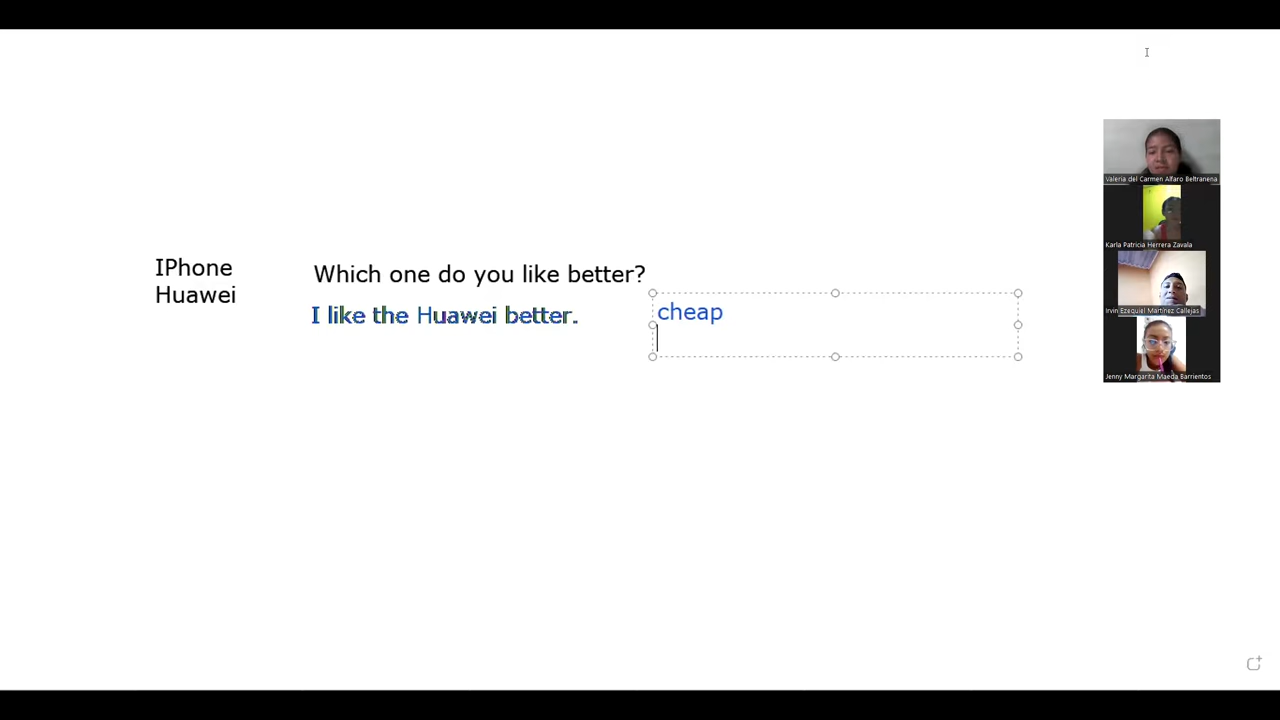 IPhone
Huawei
Which one do you like better?
I like the Huawei better.
cheap
Valeria del Carmen Alfaro Beltranena
Karla Patricia Herrera Zavala
Irvin Ezequiel Martinez Callejas
Jenny Margarita Maeda Barrientos